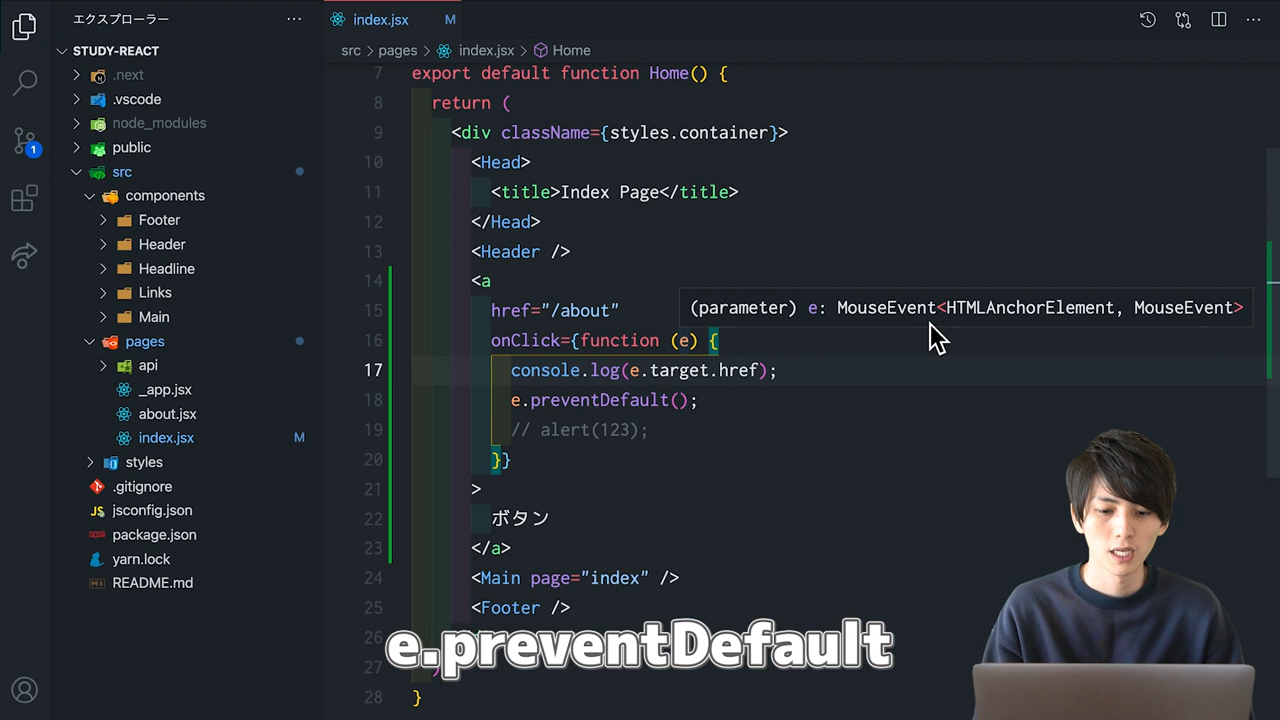 エクスプローラー
STUDY-REACT
.next
.vscode
node_modules
public
src
components
Footer
Header
Headline
Links
Main
pages
api
_app.jsx
about.jsx
index.jsx M
styles
.gitignore
JS jsconfig.json
package.json
yarn.lock
README.md
1
index.jsx M
src > pages > index.jsx > Home
7 export default function Home() {
8 return (
9 <div className={styles.container}>
10 <Head>
11 <title>Index Page</title>
12 </Head>
13 <Header />
14 <a
15 href="/about"
(parameter) e: MouseEvent<HTMLAnchorElement, MouseEvent>
16 onClick={function (e) {
17 console.log(e.target.href);
18 e.preventDefault();
19 // alert(123);
20 }}
21 >
22 ボタン
23 </a>
24 <Main page="index" />
25 <Footer />
26
27
28 }
e.preventDefault